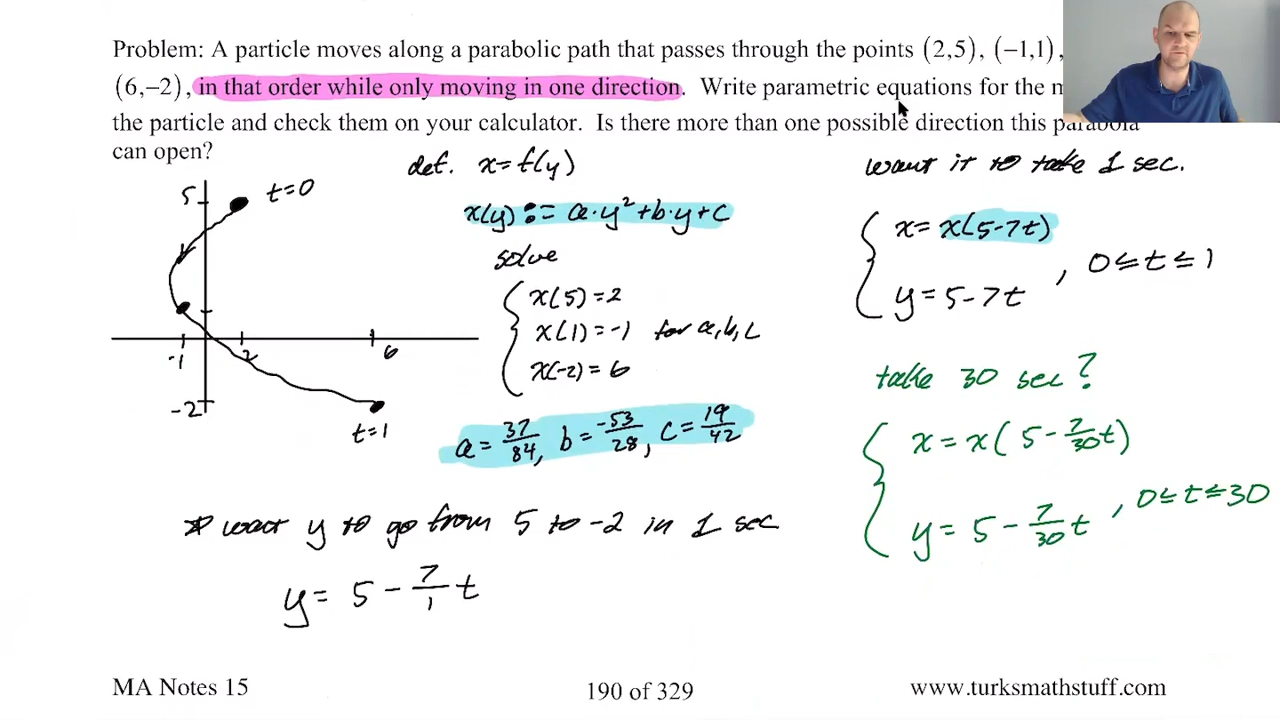 Problem: A particle moves along a parabolic path that passes through the points (2,5), (−1,1),
(6,−2), in that order while only moving in one direction. Write parametric equations for the
the particle and check them on your calculator. Is there more than one possible direction this parabola
can open?
5
t=0
-1
2
6
-2
t=1
def. x=f(y)
x(y) := a·y²+b·y+c
solve
x(5)=2
x(1)=-1 for a,b,c
x(-2)=6
a=37/84, b=-53/28, c=19/42
* want y to go from 5 to -2 in 1 sec
y= 5 - 7/1 t
want it to take 1 sec.
x= x(5-7t)
y=5-7t , 0≤t≤1
take 30 sec?
x=x(5-7/30t)
y=5-7/30t , 0≤t≤30
MA Notes 15
190 of 329
www.turksmathstuff.com